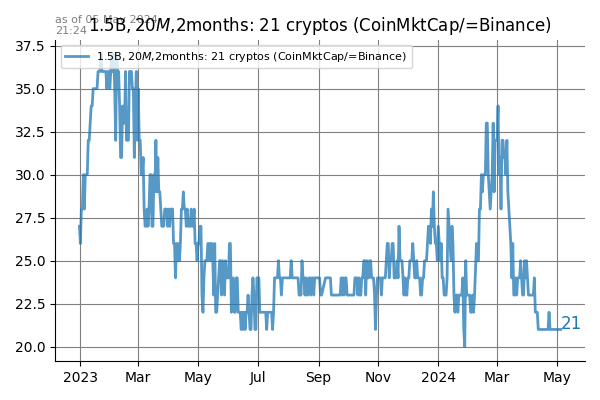 as of 05 May 2024
21:24
1.5B, 20M,2months: 21 cryptos (CoinMktCap/=Binance)
1.5B, 20M,2months: 21 cryptos (CoinMktCap/=Binance)
37.5
35.0
32.5
30.0
27.5
25.0
22.5
20.0
21
2023 Mar May Jul Sep Nov 2024 Mar May